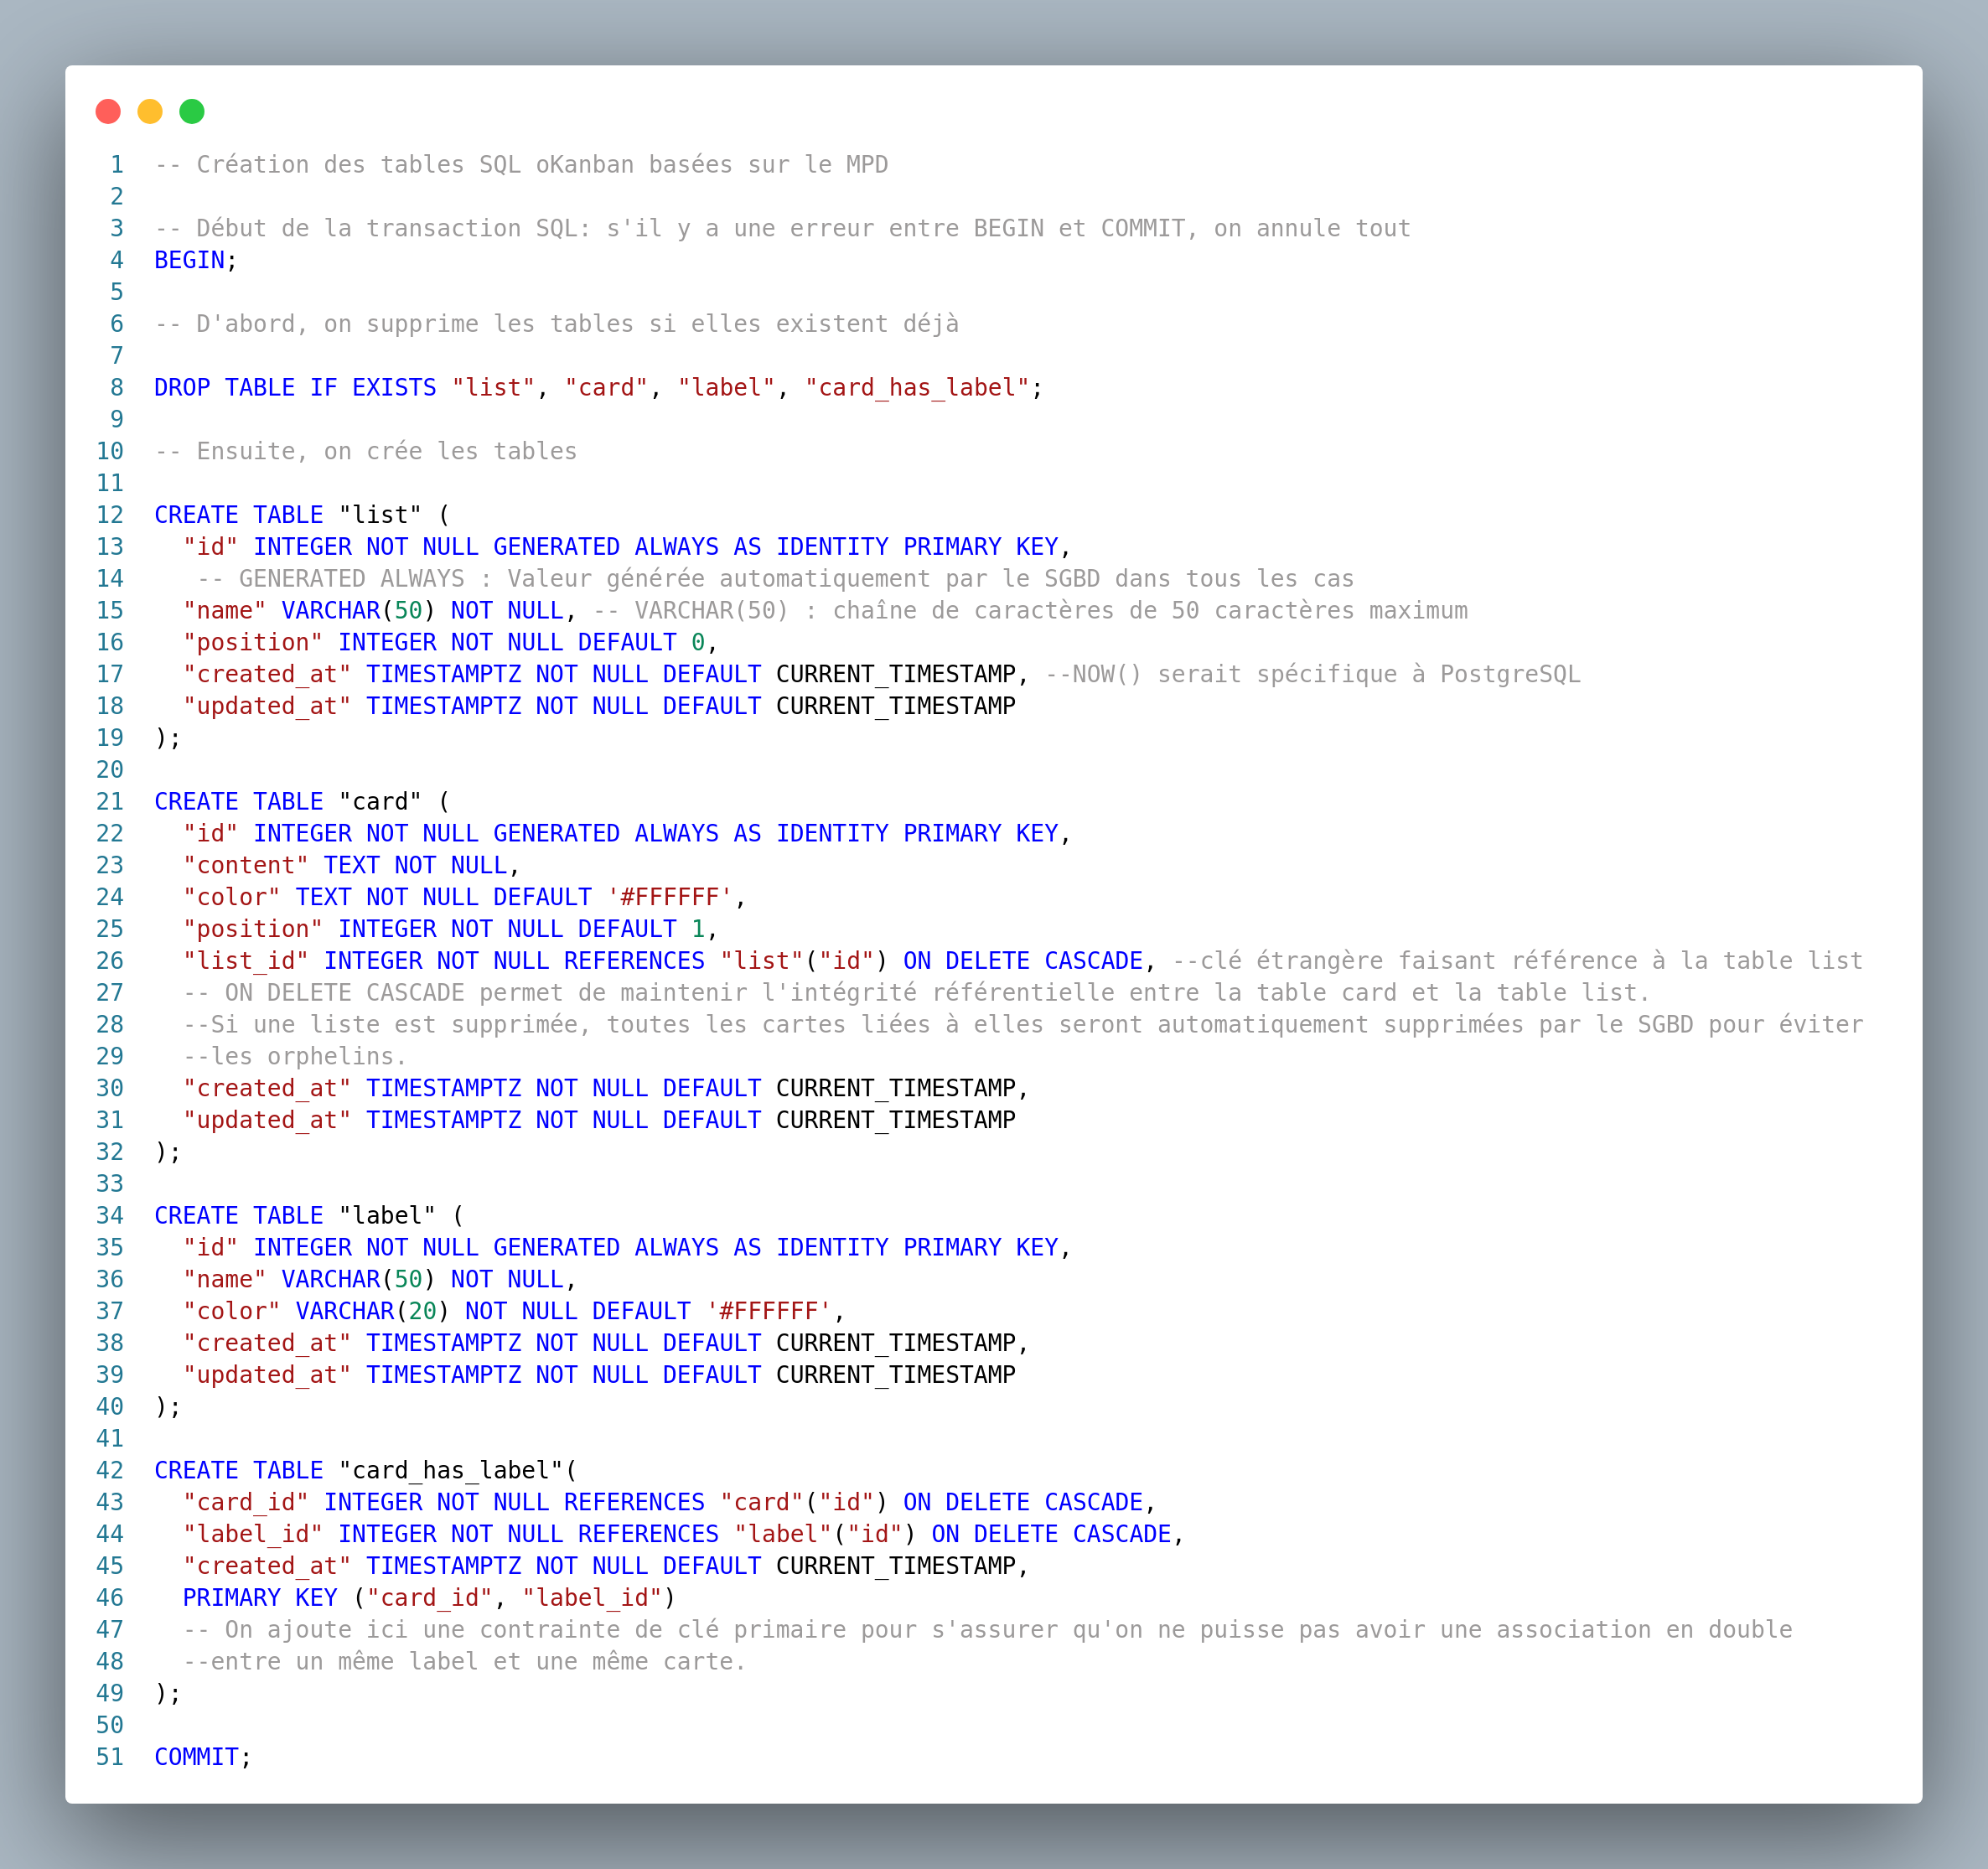 1 -- Création des tables SQL oKanban basées sur le MPD
2
3 -- Début de la transaction SQL: s'il y a une erreur entre BEGIN et COMMIT, on annule tout
4 BEGIN;
5
6 -- D'abord, on supprime les tables si elles existent déjà
7
8 DROP TABLE IF EXISTS "list", "card", "label", "card_has_label";
9
10 -- Ensuite, on crée les tables
11
12 CREATE TABLE "list" (
13   "id" INTEGER NOT NULL GENERATED ALWAYS AS IDENTITY PRIMARY KEY,
14    -- GENERATED ALWAYS : Valeur générée automatiquement par le SGBD dans tous les cas
15   "name" VARCHAR(50) NOT NULL, -- VARCHAR(50) : chaîne de caractères de 50 caractères maximum
16   "position" INTEGER NOT NULL DEFAULT 0,
17   "created_at" TIMESTAMPTZ NOT NULL DEFAULT CURRENT_TIMESTAMP, --NOW() serait spécifique à PostgreSQL
18   "updated_at" TIMESTAMPTZ NOT NULL DEFAULT CURRENT_TIMESTAMP
19 );
20
21 CREATE TABLE "card" (
22   "id" INTEGER NOT NULL GENERATED ALWAYS AS IDENTITY PRIMARY KEY,
23   "content" TEXT NOT NULL,
24   "color" TEXT NOT NULL DEFAULT '#FFFFFF',
25   "position" INTEGER NOT NULL DEFAULT 1,
26   "list_id" INTEGER NOT NULL REFERENCES "list"("id") ON DELETE CASCADE, --clé étrangère faisant référence à la table list
27   -- ON DELETE CASCADE permet de maintenir l'intégrité référentielle entre la table card et la table list.
28   --Si une liste est supprimée, toutes les cartes liées à elles seront automatiquement supprimées par le SGBD pour éviter
29   --les orphelins.
30   "created_at" TIMESTAMPTZ NOT NULL DEFAULT CURRENT_TIMESTAMP,
31   "updated_at" TIMESTAMPTZ NOT NULL DEFAULT CURRENT_TIMESTAMP
32 );
33
34 CREATE TABLE "label" (
35   "id" INTEGER NOT NULL GENERATED ALWAYS AS IDENTITY PRIMARY KEY,
36   "name" VARCHAR(50) NOT NULL,
37   "color" VARCHAR(20) NOT NULL DEFAULT '#FFFFFF',
38   "created_at" TIMESTAMPTZ NOT NULL DEFAULT CURRENT_TIMESTAMP,
39   "updated_at" TIMESTAMPTZ NOT NULL DEFAULT CURRENT_TIMESTAMP
40 );
41
42 CREATE TABLE "card_has_label"(
43   "card_id" INTEGER NOT NULL REFERENCES "card"("id") ON DELETE CASCADE,
44   "label_id" INTEGER NOT NULL REFERENCES "label"("id") ON DELETE CASCADE,
45   "created_at" TIMESTAMPTZ NOT NULL DEFAULT CURRENT_TIMESTAMP,
46   PRIMARY KEY ("card_id", "label_id")
47   -- On ajoute ici une contrainte de clé primaire pour s'assurer qu'on ne puisse pas avoir une association en double
48   --entre un même label et une même carte.
49 );
50
51 COMMIT;